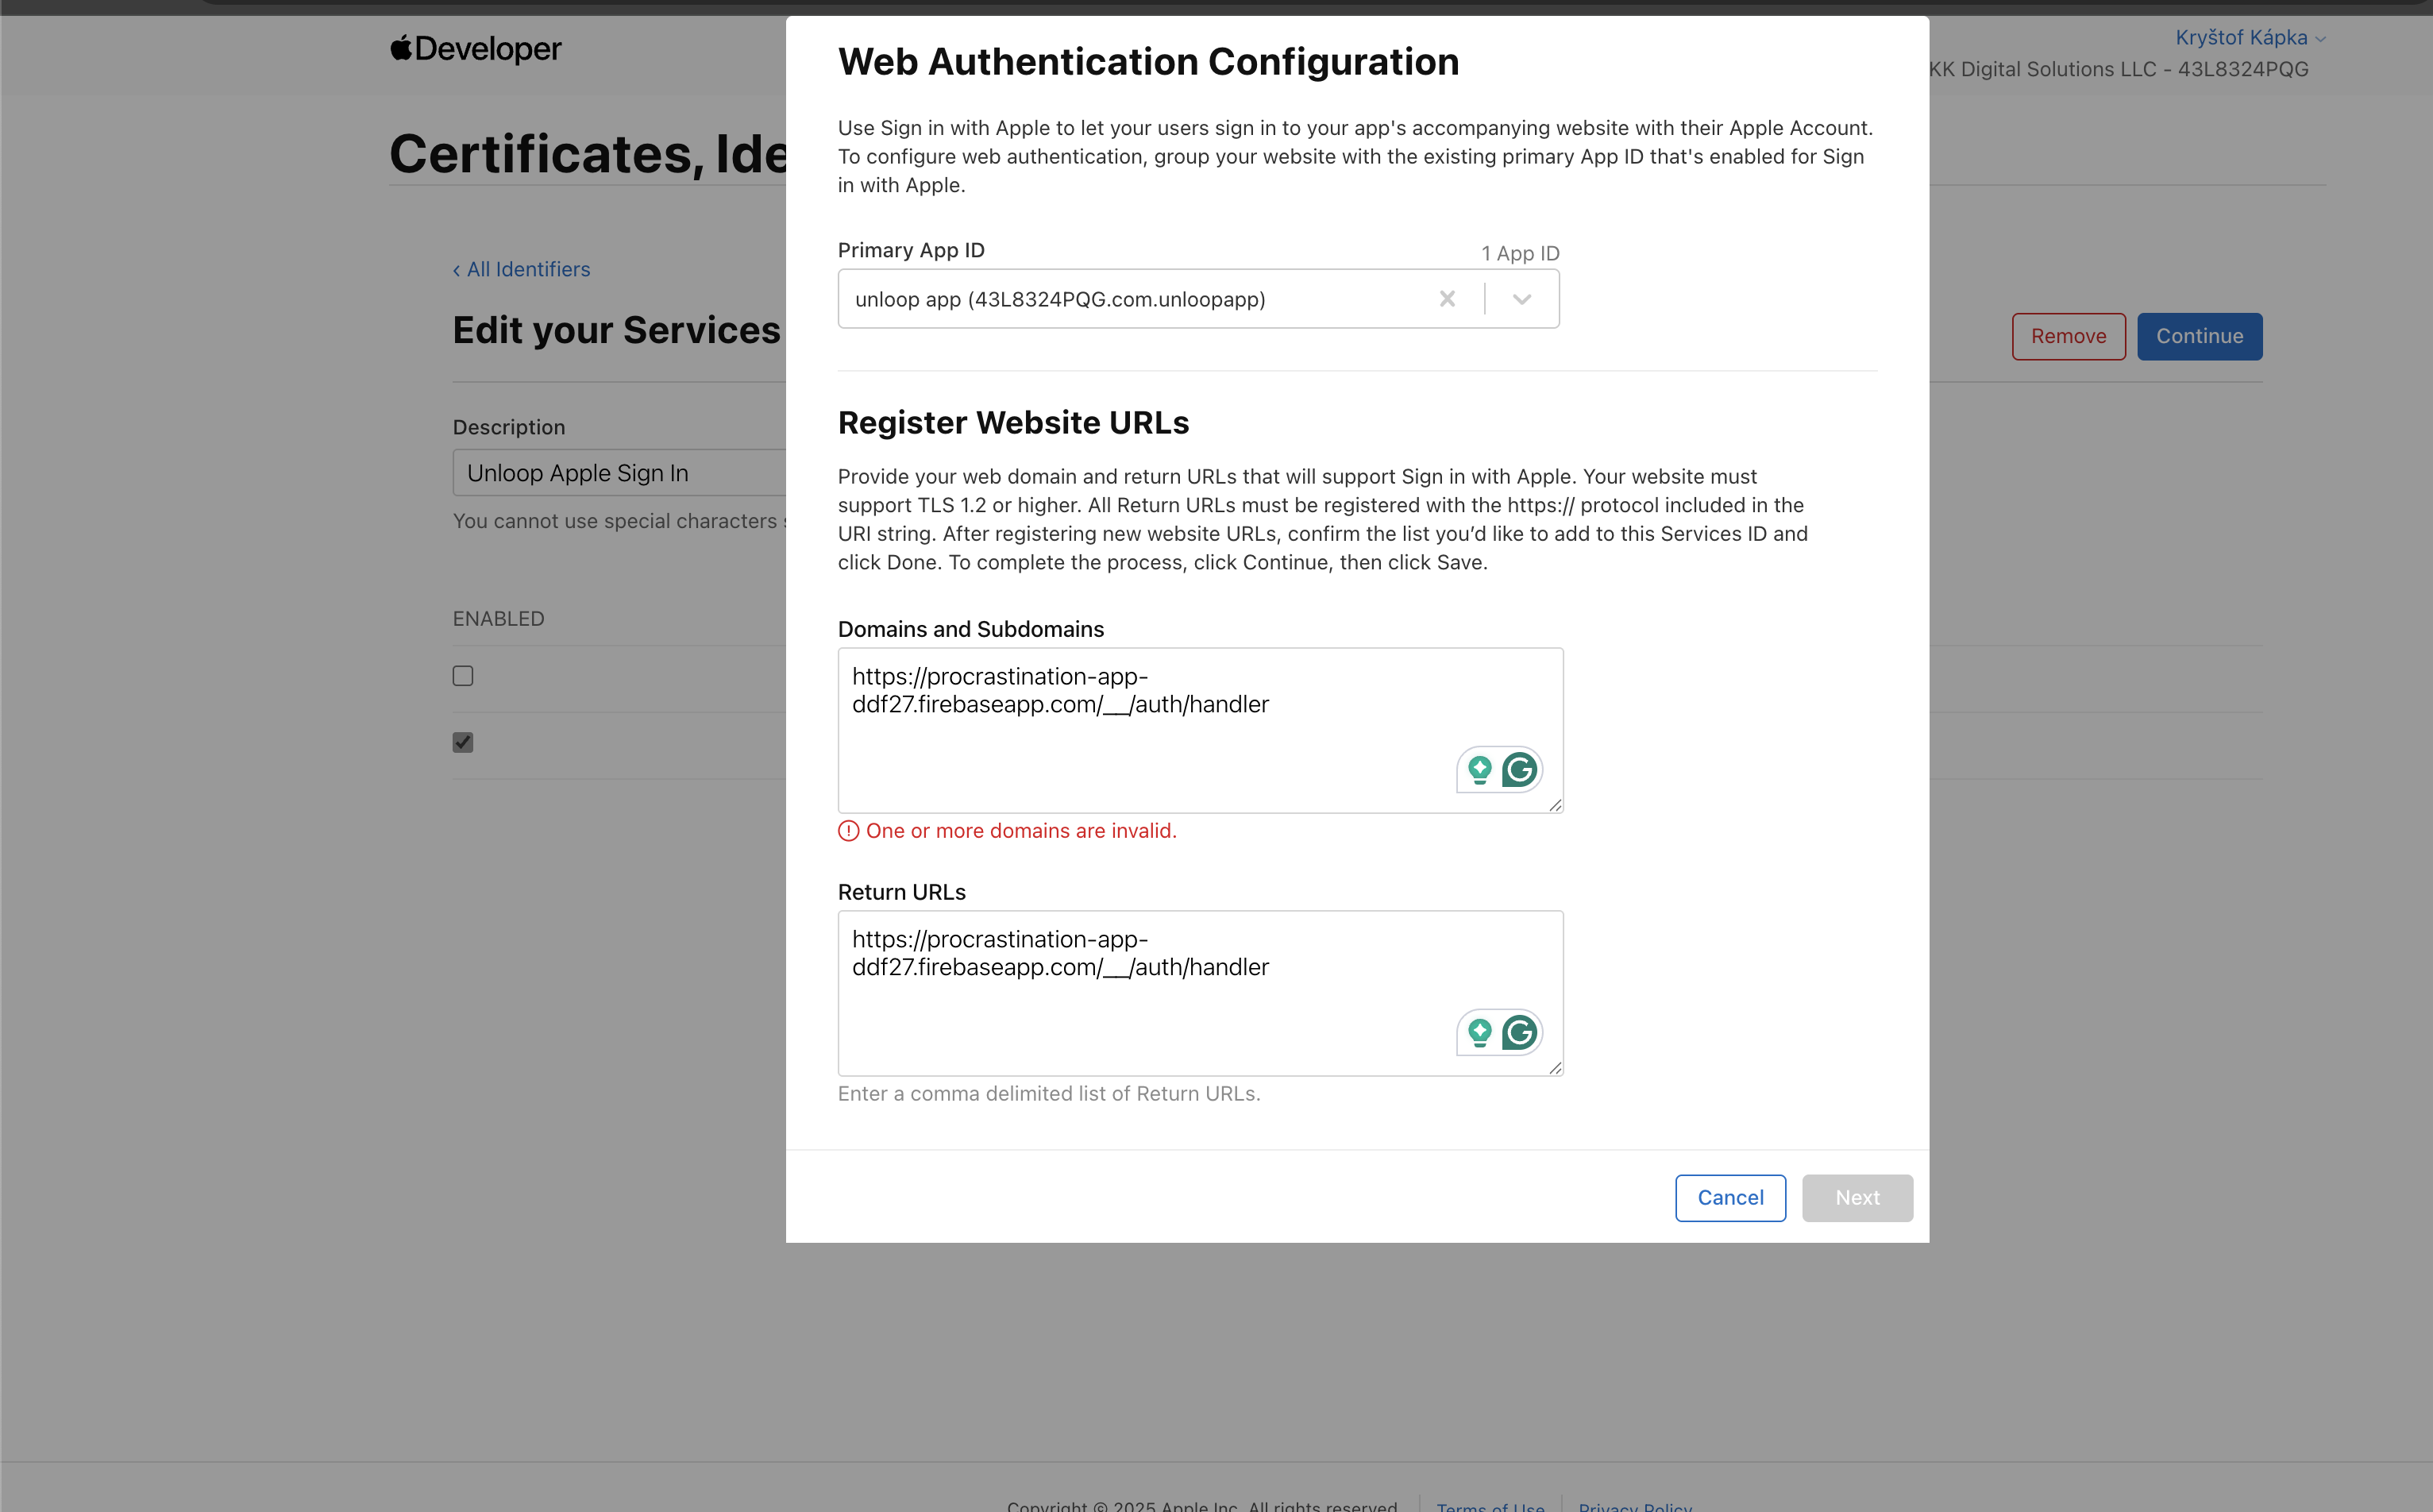 Developer
Kryštof Kápka
KK Digital Solutions LLC - 43L8324PQG
Certificates, Ide
‹ All Identifiers
Edit your Services
Remove
Continue
Description
Unloop Apple Sign In
You cannot use special characters
ENABLED
Web Authentication Configuration
Use Sign in with Apple to let your users sign in to your app's accompanying website with their Apple Account.
To configure web authentication, group your website with the existing primary App ID that's enabled for Sign
in with Apple.
Primary App ID
1 App ID
unloop app (43L8324PQG.com.unloopapp)
Register Website URLs
Provide your web domain and return URLs that will support Sign in with Apple. Your website must
support TLS 1.2 or higher. All Return URLs must be registered with the https:// protocol included in the
URI string. After registering new website URLs, confirm the list you’d like to add to this Services ID and
click Done. To complete the process, click Continue, then click Save.
Domains and Subdomains
https://procrastination-app-
ddf27.firebaseapp.com/__/auth/handler
One or more domains are invalid.
Return URLs
https://procrastination-app-
ddf27.firebaseapp.com/__/auth/handler
Enter a comma delimited list of Return URLs.
Cancel
Next
Copyright © 2025 Apple Inc. All rights reserved.
Terms of Use
Privacy Policy